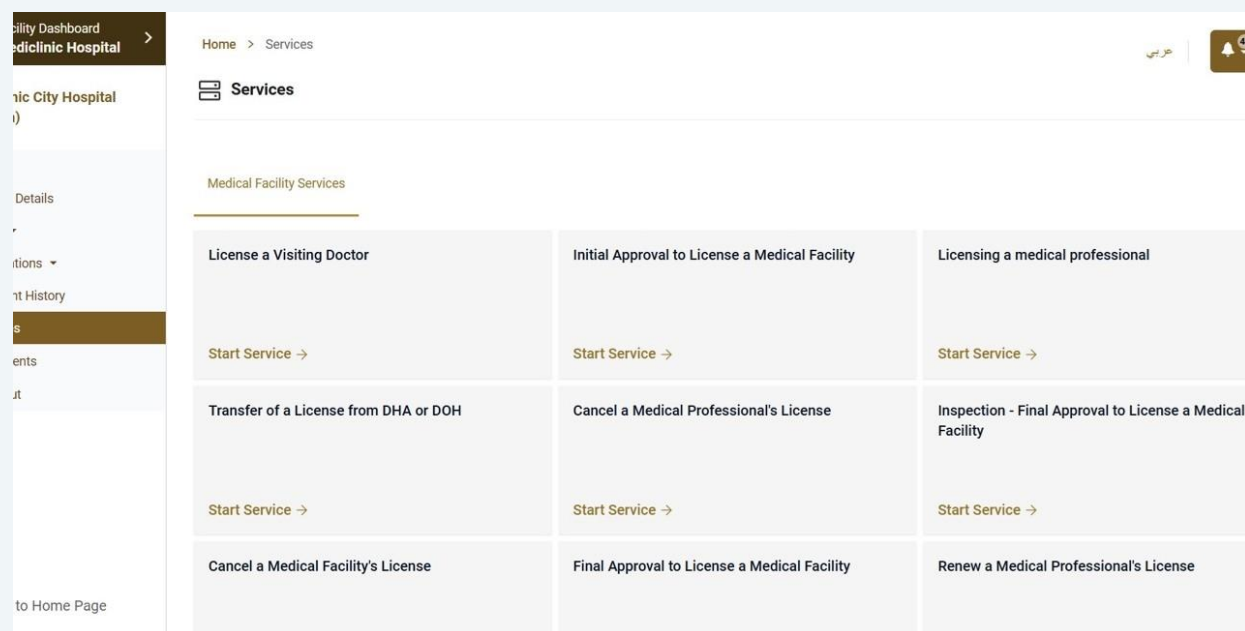 cility Dashboard
ediclinic Hospital
nic City Hospital
)
Details
tions
nt History
s
ents
ut
to Home Page
Home > Services
عربي
4
Services
Medical Facility Services
License a Visiting Doctor
Start Service →
Initial Approval to License a Medical Facility
Start Service →
Licensing a medical professional
Start Service →
Transfer of a License from DHA or DOH
Start Service →
Cancel a Medical Professional's License
Start Service →
Inspection - Final Approval to License a Medical
Facility
Start Service →
Cancel a Medical Facility's License
Final Approval to License a Medical Facility
Renew a Medical Professional's License